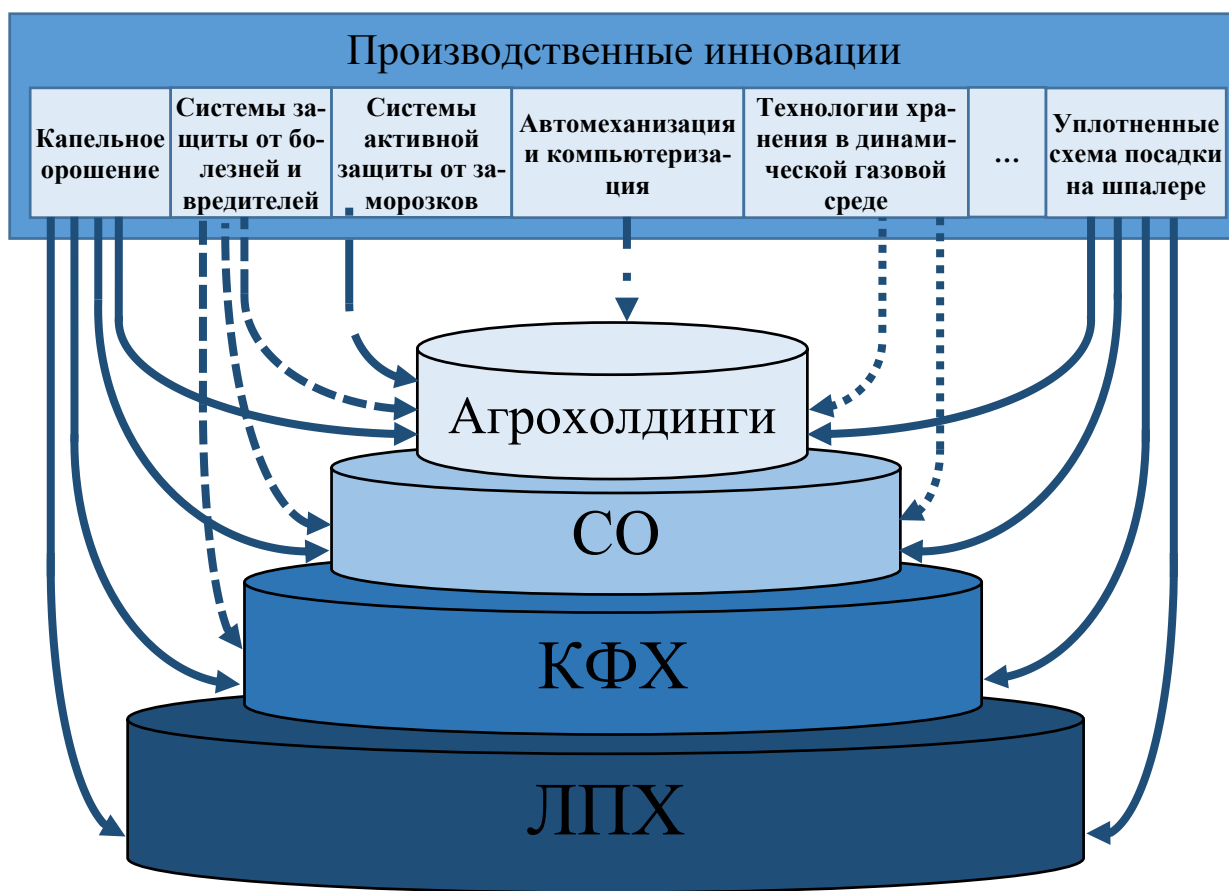 Производственные инновации
Капельное
орошение
Системы за-
щиты от бо-
лезней и
вредителей
Системы
активной
защиты от за-
морозков
Автомеханизация
и компьютериза-
ция
Технологии хра-
нения в динами-
ческой газовой
среде
...
Уплотненные
схема посадки
на шпалере
Агрохолдинги
СО
КФХ
ЛПХ